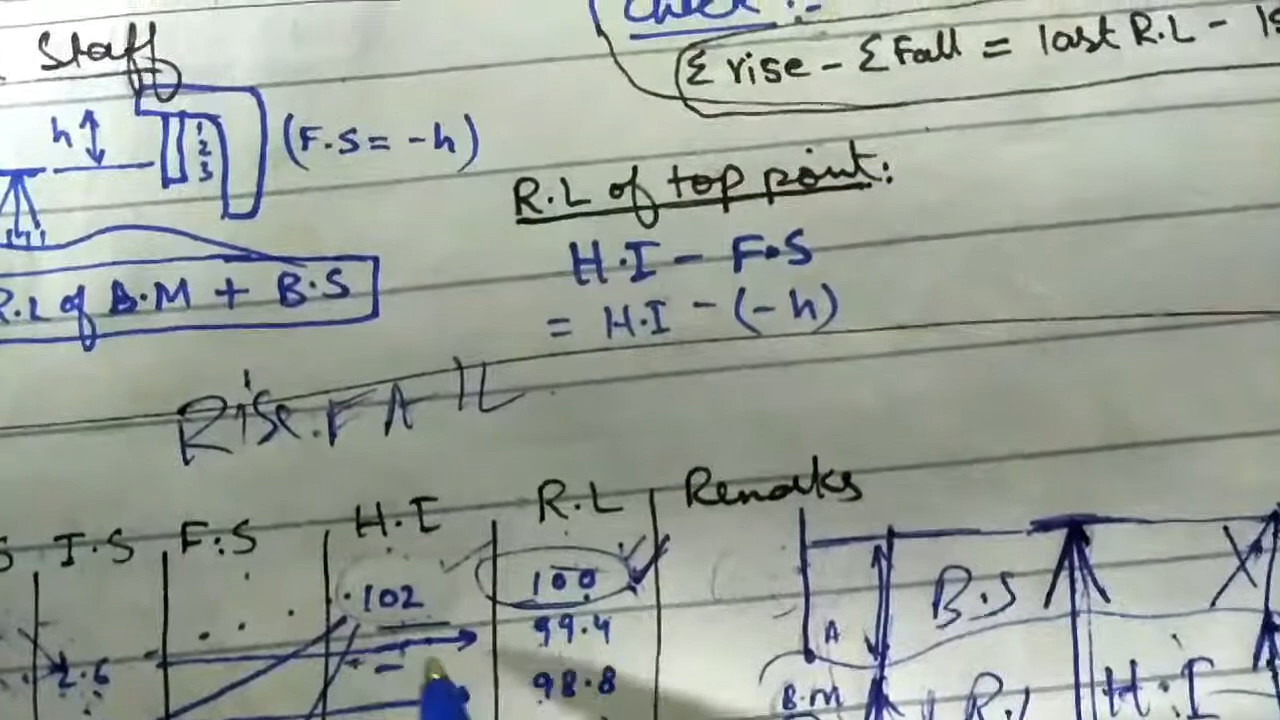 Staff
Check :-
Σ rise - Σ Fall = last R.L -
h
1
2
3
(F.S = -h)
R.L of top point:
H.I - F.S
= H.I - (-h)
R.L of B.M + B.S
Rise. FAll
I.S F.S H.I R.L Remarks
102 100
99.4
2.6 98.8
B.S
A
B.M
H.I